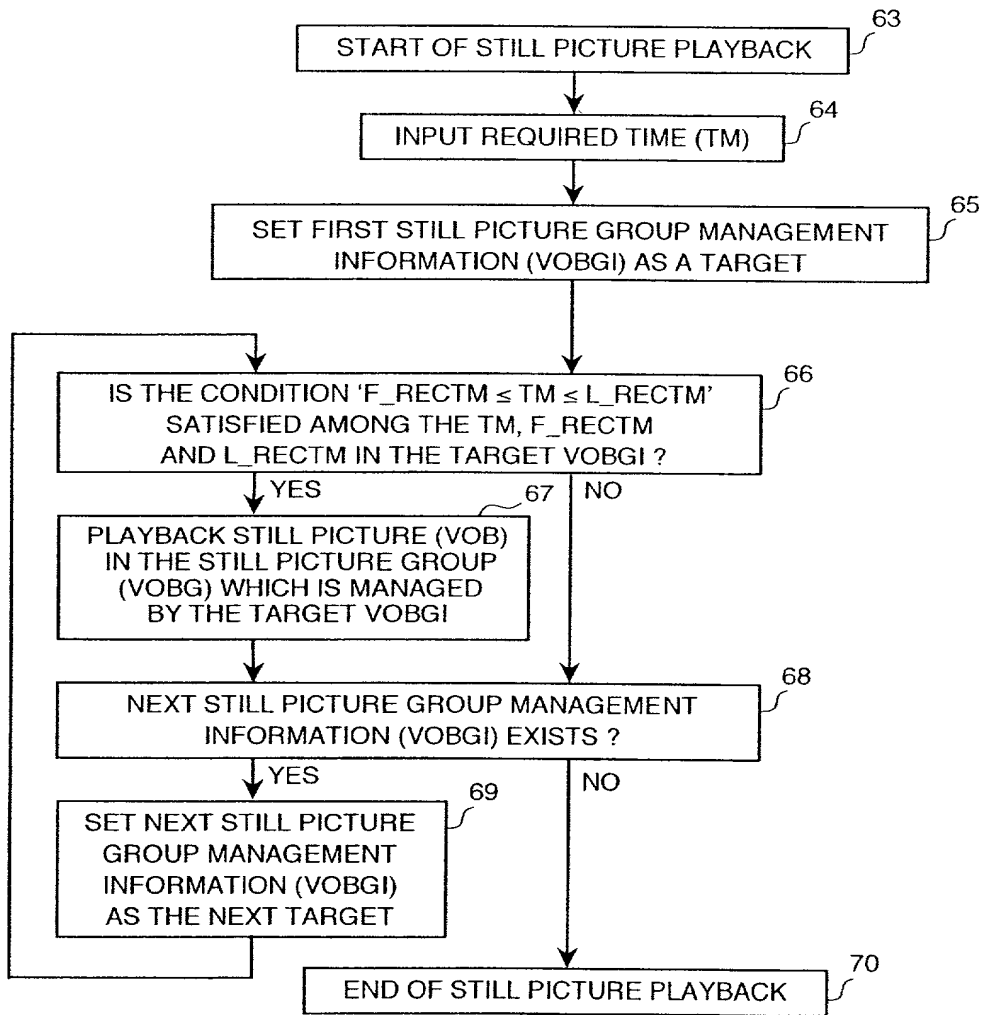 63
START OF STILL PICTURE PLAYBACK
64
INPUT REQUIRED TIME (TM)
65
SET FIRST STILL PICTURE GROUP MANAGEMENT
INFORMATION (VOBGI) AS A TARGET
66
IS THE CONDITION ‘F_RECTM ≤ TM ≤ L_RECTM’
SATISFIED AMONG THE TM, F_RECTM
AND L_RECTM IN THE TARGET VOBGI ?
YES
NO
67
PLAYBACK STILL PICTURE (VOB)
IN THE STILL PICTURE GROUP
(VOBG) WHICH IS MANAGED
BY THE TARGET VOBGI
68
NEXT STILL PICTURE GROUP MANAGEMENT
INFORMATION (VOBGI) EXISTS ?
YES
NO
69
SET NEXT STILL PICTURE
GROUP MANAGEMENT
INFORMATION (VOBGI)
AS THE NEXT TARGET
70
END OF STILL PICTURE PLAYBACK